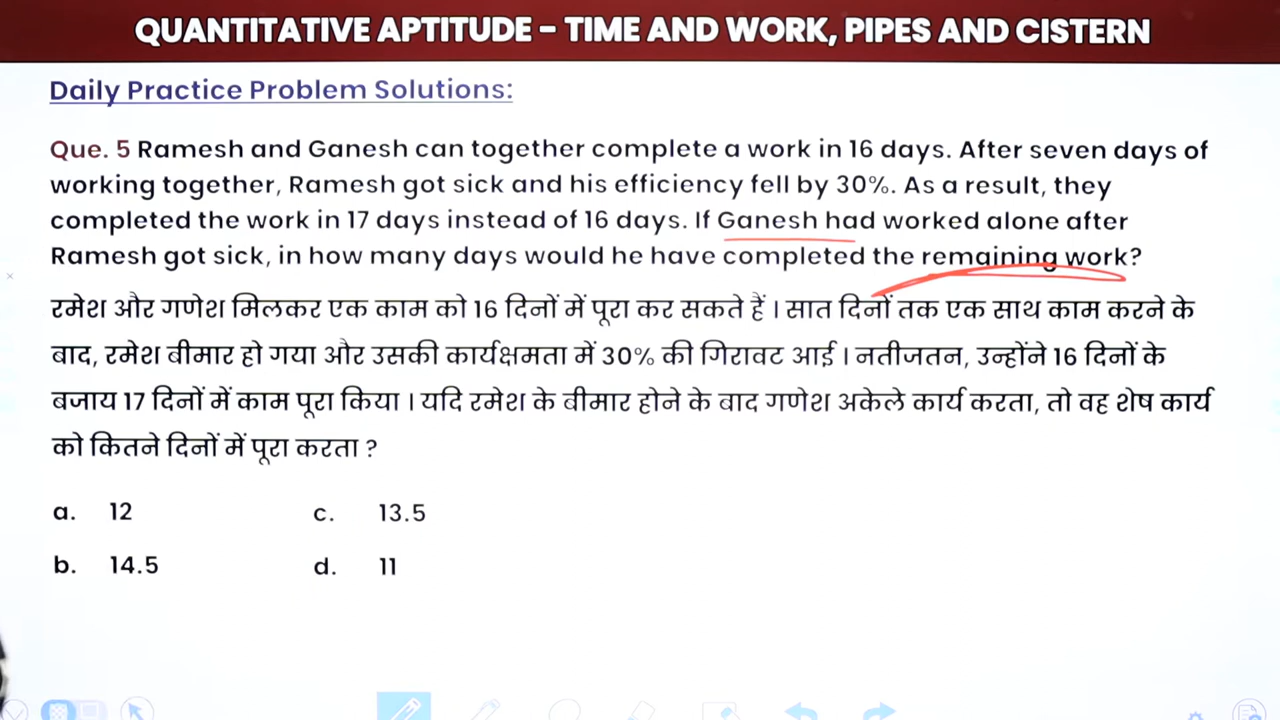 QUANTITATIVE APTITUDE – TIME AND WORK, PIPES AND CISTERN
Daily Practice Problem Solutions:
Que. 5 Ramesh and Ganesh can together complete a work in 16 days. After seven days of
working together, Ramesh got sick and his efficiency fell by 30%. As a result, they
completed the work in 17 days instead of 16 days. If Ganesh had worked alone after
Ramesh got sick, in how many days would he have completed the remaining work?
रमेश और गणेश मिलकर एक काम को 16 दिनों में पूरा कर सकते हैं । सात दिनों तक एक साथ काम करने के
बाद, रमेश बीमार हो गया और उसकी कार्यक्षमता में 30% की गिरावट आई । नतीजतन, उन्होंने 16 दिनों के
बजाय 17 दिनों में काम पूरा किया । यदि रमेश के बीमार होने के बाद गणेश अकेले कार्य करता, तो वह शेष कार्य
को कितने दिनों में पूरा करता ?
a. 12 c. 13.5
b. 14.5 d. 11